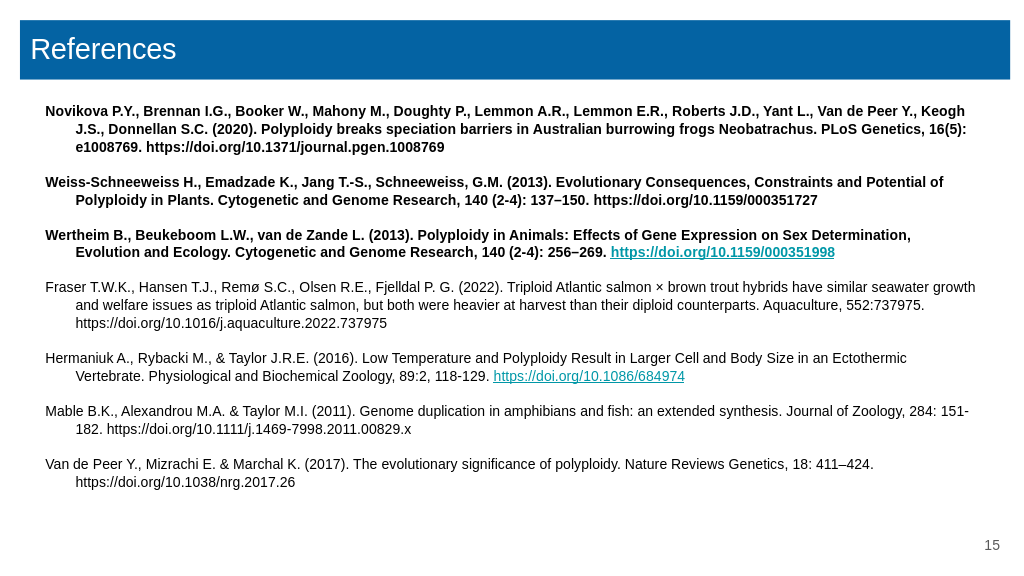 References
Novikova P.Y., Brennan I.G., Booker W., Mahony M., Doughty P., Lemmon A.R., Lemmon E.R., Roberts J.D., Yant L., Van de Peer Y., Keogh
J.S., Donnellan S.C. (2020). Polyploidy breaks speciation barriers in Australian burrowing frogs Neobatrachus. PLoS Genetics, 16(5):
e1008769. https://doi.org/10.1371/journal.pgen.1008769
Weiss-Schneeweiss H., Emadzade K., Jang T.-S., Schneeweiss, G.M. (2013). Evolutionary Consequences, Constraints and Potential of
Polyploidy in Plants. Cytogenetic and Genome Research, 140 (2-4): 137–150. https://doi.org/10.1159/000351727
Wertheim B., Beukeboom L.W., van de Zande L. (2013). Polyploidy in Animals: Effects of Gene Expression on Sex Determination,
Evolution and Ecology. Cytogenetic and Genome Research, 140 (2-4): 256–269. https://doi.org/10.1159/000351998
Fraser T.W.K., Hansen T.J., Remø S.C., Olsen R.E., Fjelldal P. G. (2022). Triploid Atlantic salmon × brown trout hybrids have similar seawater growth
and welfare issues as triploid Atlantic salmon, but both were heavier at harvest than their diploid counterparts. Aquaculture, 552:737975.
https://doi.org/10.1016/j.aquaculture.2022.737975
Hermaniuk A., Rybacki M., & Taylor J.R.E. (2016). Low Temperature and Polyploidy Result in Larger Cell and Body Size in an Ectothermic
Vertebrate. Physiological and Biochemical Zoology, 89:2, 118-129. https://doi.org/10.1086/684974
Mable B.K., Alexandrou M.A. & Taylor M.I. (2011). Genome duplication in amphibians and fish: an extended synthesis. Journal of Zoology, 284: 151-
182. https://doi.org/10.1111/j.1469-7998.2011.00829.x
Van de Peer Y., Mizrachi E. & Marchal K. (2017). The evolutionary significance of polyploidy. Nature Reviews Genetics, 18: 411–424.
https://doi.org/10.1038/nrg.2017.26
15